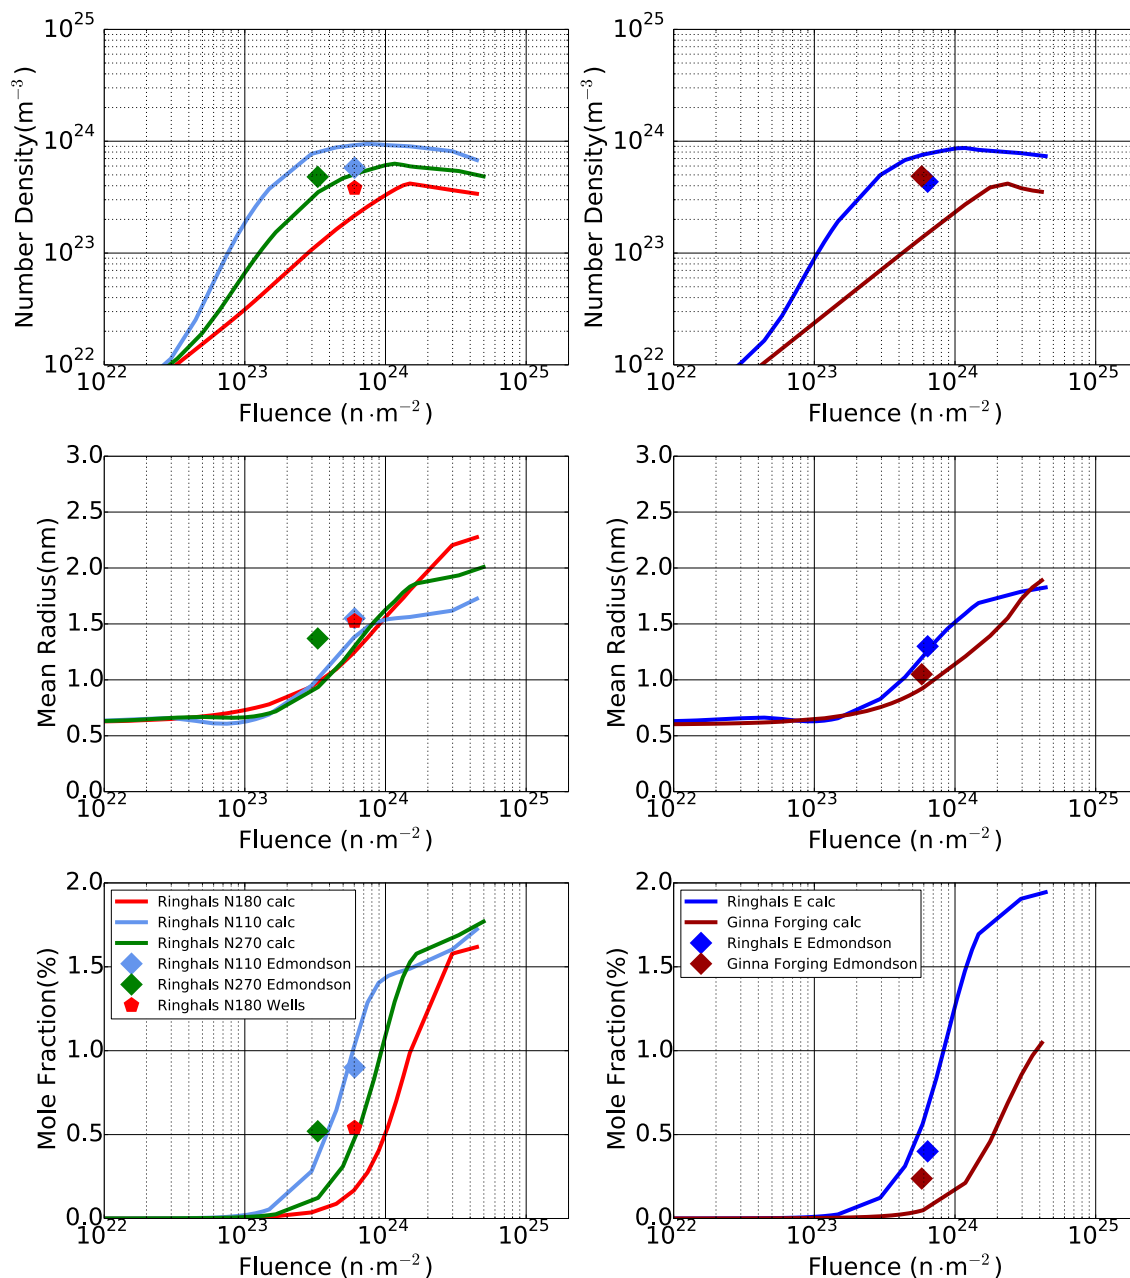 10^25
10^24
10^23
10^22
Number Density(m^−3)
10^22 10^23 10^24 10^25
Fluence (n·m^−2)
10^25
10^24
10^23
10^22
Number Density(m^−3)
10^22 10^23 10^24 10^25
Fluence (n·m^−2)
3.0
2.5
2.0
1.5
1.0
0.5
0.0
Mean Radius(nm)
10^22 10^23 10^24 10^25
Fluence (n·m^−2)
3.0
2.5
2.0
1.5
1.0
0.5
0.0
Mean Radius(nm)
10^22 10^23 10^24 10^25
Fluence (n·m^−2)
2.0
1.5
1.0
0.5
0.0
Mole Fraction(%)
Ringhals N180 calc
Ringhals N110 calc
Ringhals N270 calc
Ringhals N110 Edmondson
Ringhals N270 Edmondson
Ringhals N180 Wells
10^22 10^23 10^24 10^25
Fluence (n·m^−2)
2.0
1.5
1.0
0.5
0.0
Mole Fraction(%)
Ringhals E calc
Ginna Forging calc
Ringhals E Edmondson
Ginna Forging Edmondson
10^22 10^23 10^24 10^25
Fluence (n·m^−2)